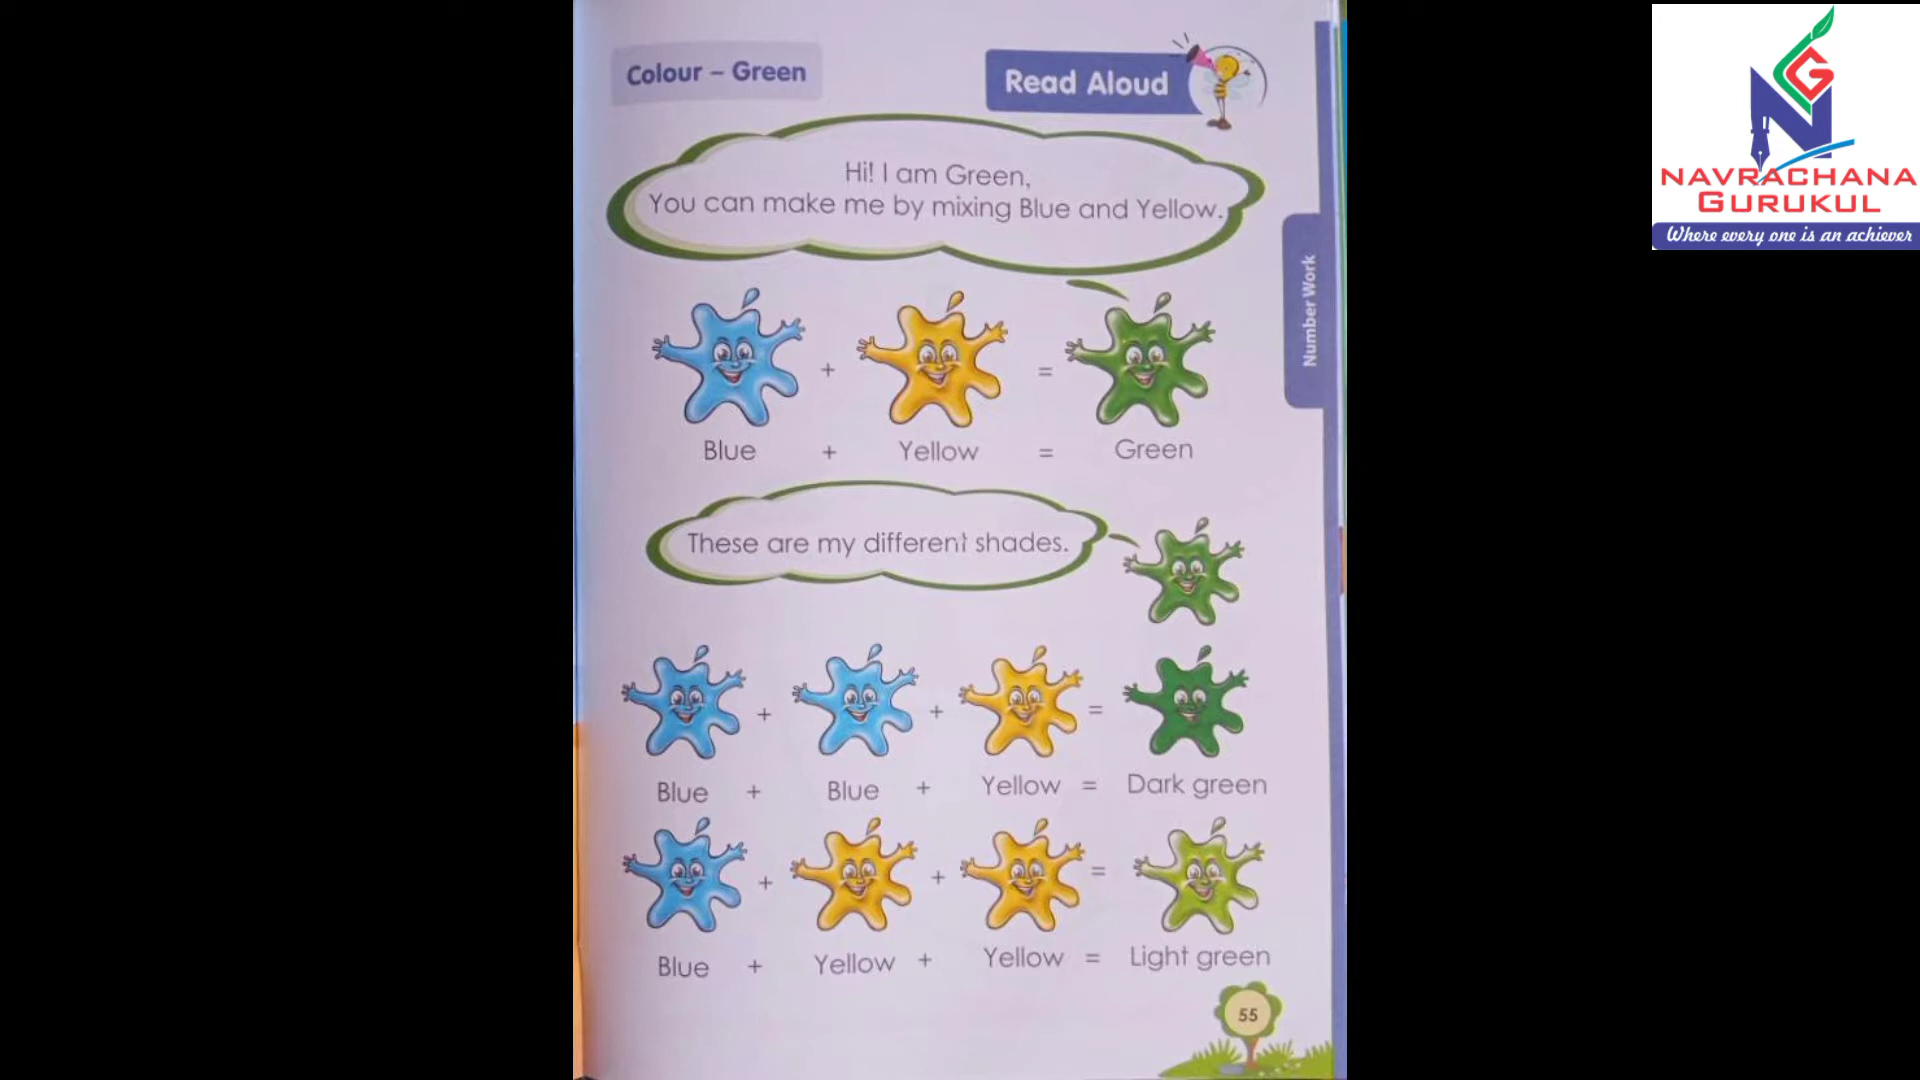 Colour – Green
Read Aloud
Hi! I am Green,
You can make me by mixing Blue and Yellow.
+ =
Blue + Yellow = Green
These are my different shades.
+ + =
Blue + Blue + Yellow = Dark green
+ + =
Blue + Yellow + Yellow = Light green
55
Number Work
NG
NAVRACHANA
GURUKUL
Where every one is an achiever